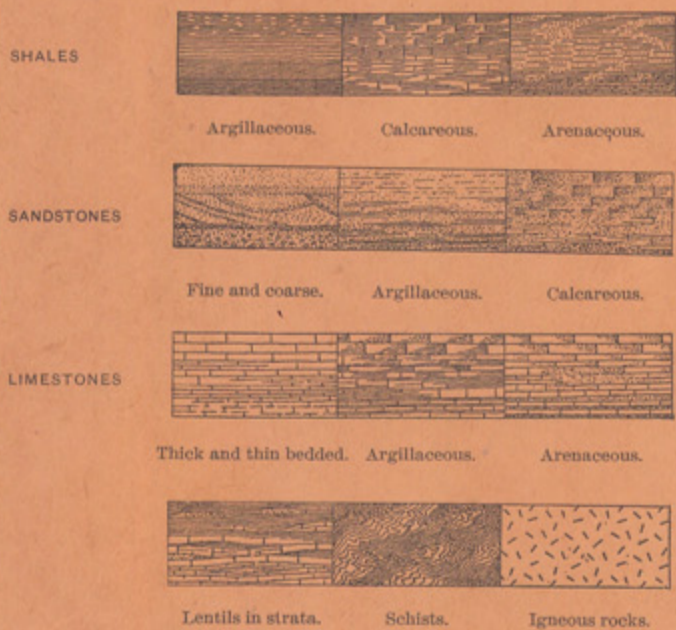 SHALES
Argillaceous. Calcareous. Arenaceous.
SANDSTONES
Fine and coarse. Argillaceous. Calcareous.
LIMESTONES
Thick and thin bedded. Argillaceous. Arenaceous.
Lentils in strata. Schists. Igneous rocks.